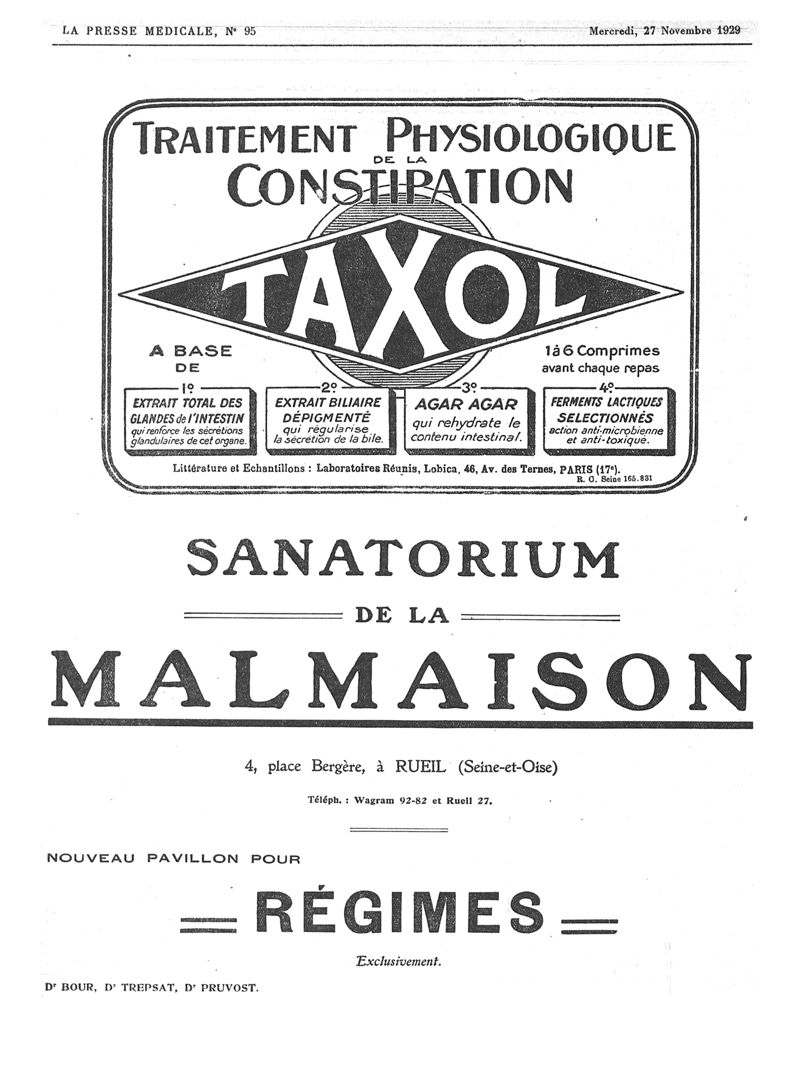 LA PRESSE MEDICALE, N° 95
Mercredi, 27 Novembre 1929
TRAITEMENT PHYSIOLOGIQUE
DE LA
CONSTIPATION
TAXOL
A BASE
DE
1 à 6 Comprimes
avant chaque repas
1º
EXTRAIT TOTAL DES
GLANDES de l'INTESTIN
qui renforce les sécrétions
glandulaires de cet organe.
2º
EXTRAIT BILIAIRE
DÉPIGMENTÉ
qui régularise
la sécrétion de la bile.
3º
AGAR AGAR
qui rehydrate le
contenu intestinal.
4º
FERMENTS LACTIQUES
SELECTIONNÉS
action anti-microbienne
et anti-toxique.
Littérature et Echantillons : Laboratoires Réunis, Lobica, 46, Av. des Ternes, PARIS (17e).
R. C. Seine 165.831
SANATORIUM
DE LA
MALMAISON
4, place Bergère, à RUEIL (Seine-et-Oise)
Téléph. : Wagram 92-82 et Rueil 27.
NOUVEAU PAVILLON POUR
RÉGIMES
Exclusivement.
Dr BOUR, Dr TREPSAT, Dr PRUVOST.